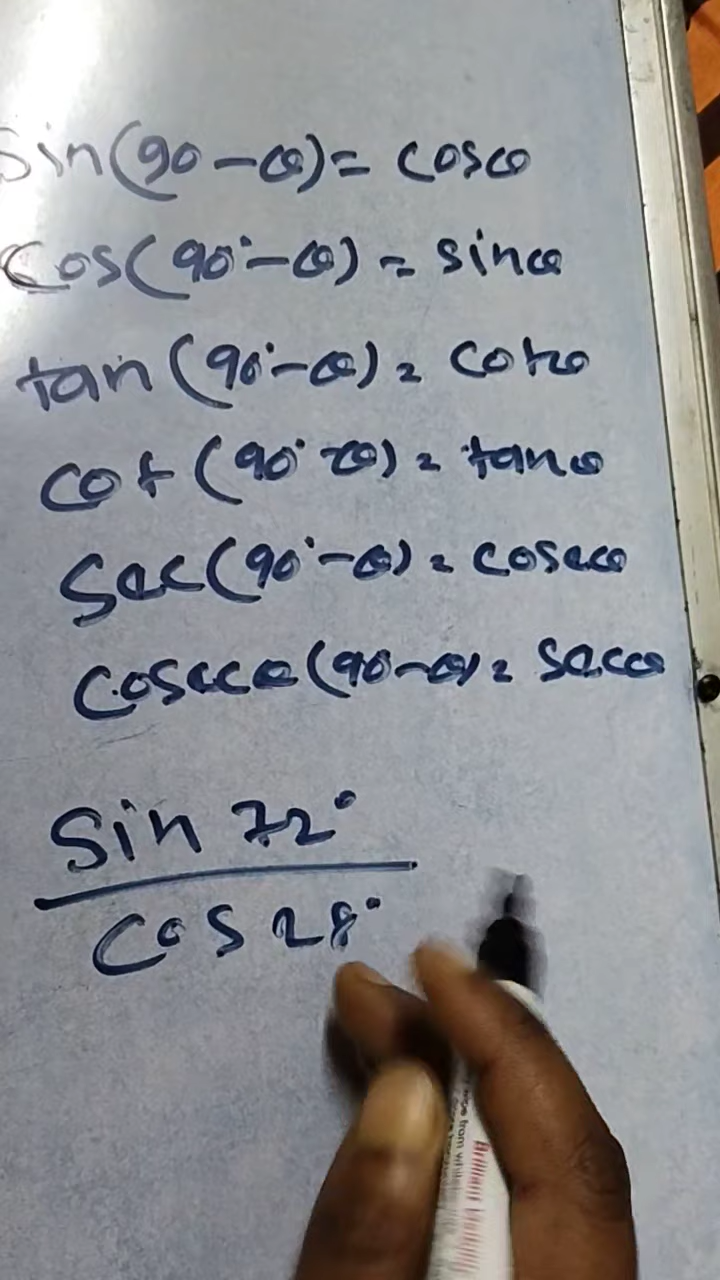 Sin(90-θ)= cosθ
Cos(90°-θ) = sinθ
tan(90°-θ) = cotθ
cot(90°-θ) = tanθ
Sec(90°-θ) = cosecθ
Cosecθ(90-θ) = Secθ
Sin 72°
Cos 28°